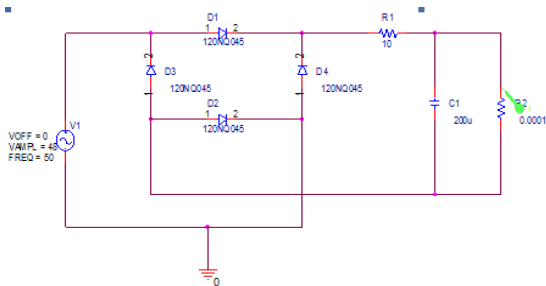 D1
1 2
120NQ045
R1
10
2
D3
120NQ045
1
2
D4
120NQ045
1
D2
1 2
120NQ045
C1
200u
R2
0.0001
V1
VOFF = 0
VAMPL = 48
FREQ = 50
0